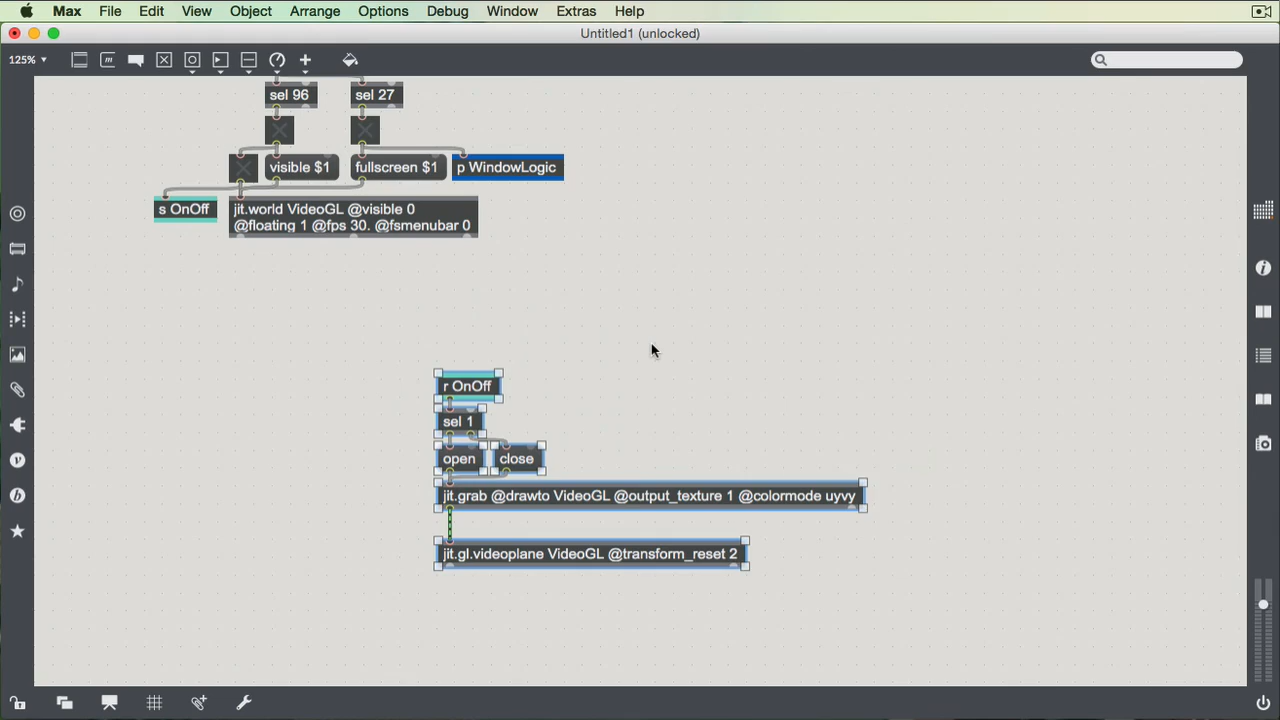 Max File Edit View Object Arrange Options Debug Window Extras Help
Untitled1 (unlocked)
125%
sel 96 sel 27
visible $1 fullscreen $1 p WindowLogic
s OnOff jit.world VideoGL @visible 0
@floating 1 @fps 30. @fsmenubar 0
r OnOff
sel 1
open close
jit.grab @drawto VideoGL @output_texture 1 @colormode uyvy
jit.gl.videoplane VideoGL @transform_reset 2